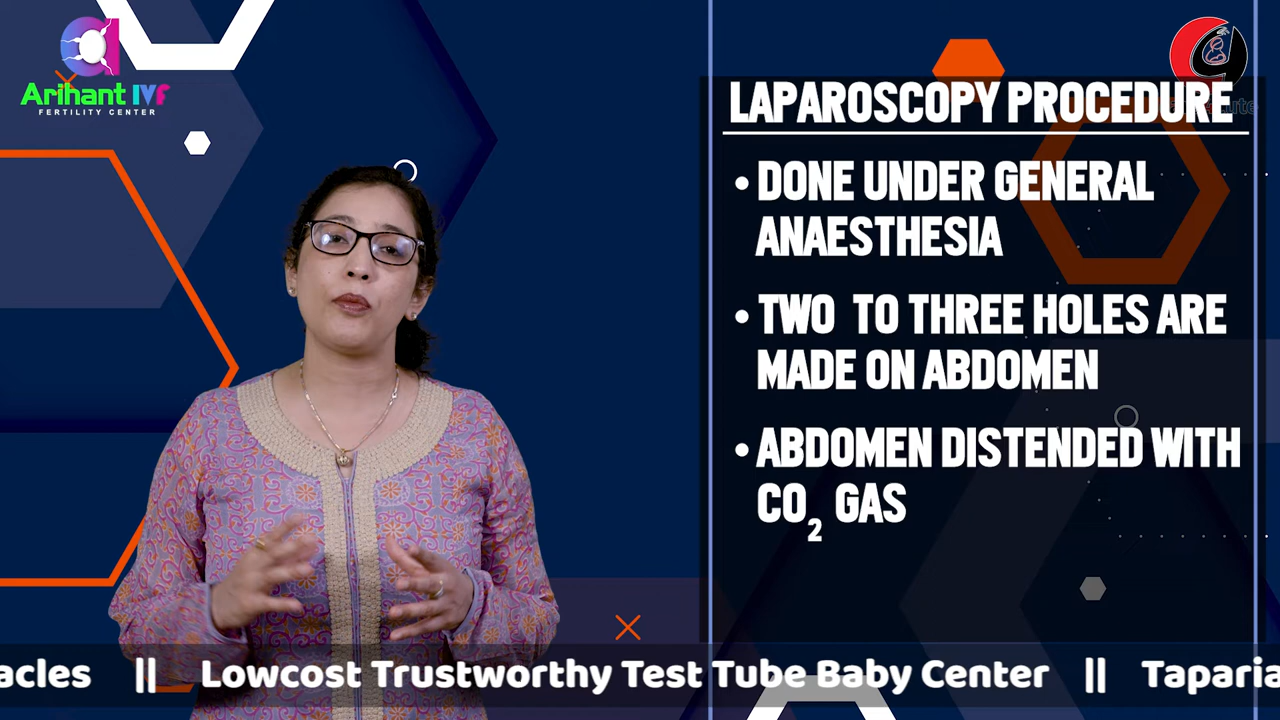 Arihant IVF
FERTILITY CENTER
LAPAROSCOPY PROCEDURE
• DONE UNDER GENERAL
ANAESTHESIA
• TWO TO THREE HOLES ARE
MADE ON ABDOMEN
• ABDOMEN DISTENDED WITH
CO₂ GAS
acles || Lowcost Trustworthy Test Tube Baby Center || Taparia